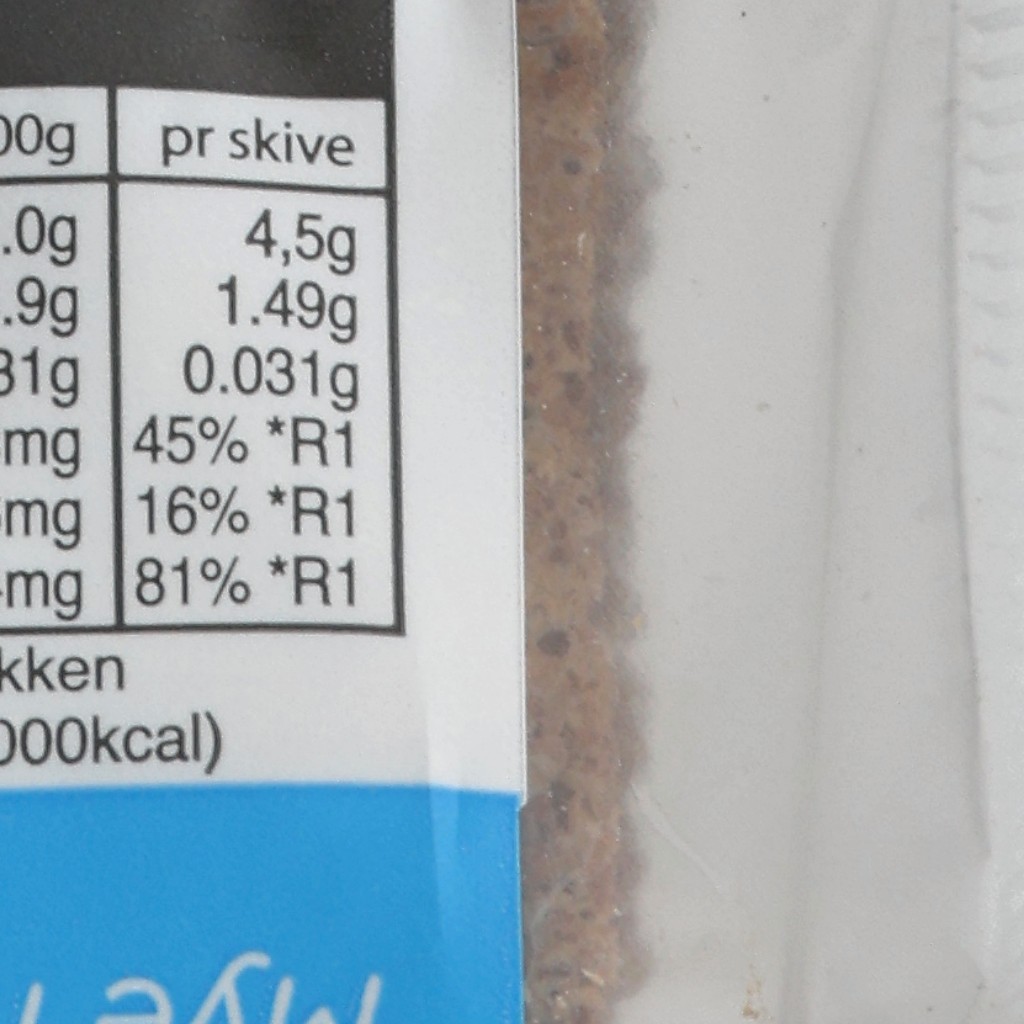 00g pr skive
.0g 4,5g
.9g 1.49g
31g 0.031g
mg 45% *R1
mg 16% *R1
mg 81% *R1
kken
000kcal)